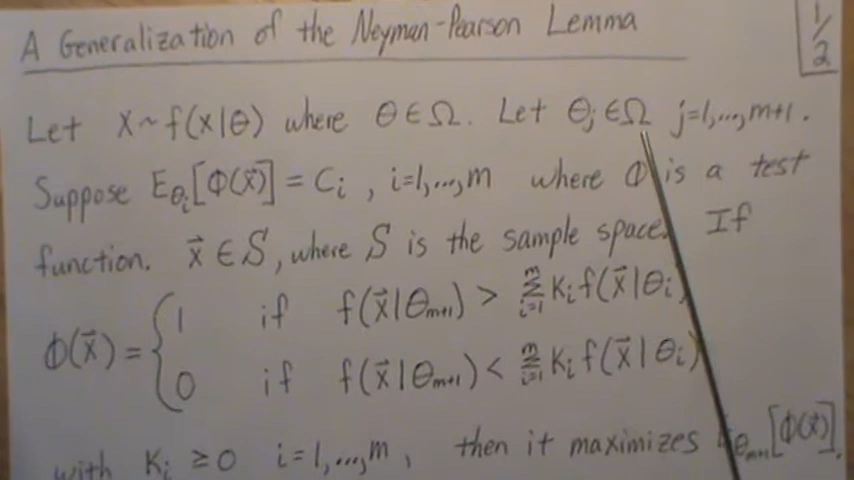 A Generalization of the Neyman-Pearson Lemma
1/2
Let X~f(x|θ) where θ∈Ω. Let θⱼ∈Ω j=1,...,m+1.
Suppose E_θᵢ[Φ(x⃗)] = Cᵢ, i=1,...,m where Φ is a test
function. x⃗ ∈ S, where S is the sample space. If
Φ(x⃗) = { 1 if f(x⃗|θₘ₊₁) > Σᵢ₌₁ᵐ Kᵢ f(x⃗|θᵢ)
0 if f(x⃗|θₘ₊₁) < Σᵢ₌₁ᵐ Kᵢ f(x⃗|θᵢ)
with Kᵢ ≥ 0 i=1,...,m, then it maximizes E_θₘ₊₁[Φ(x⃗)].